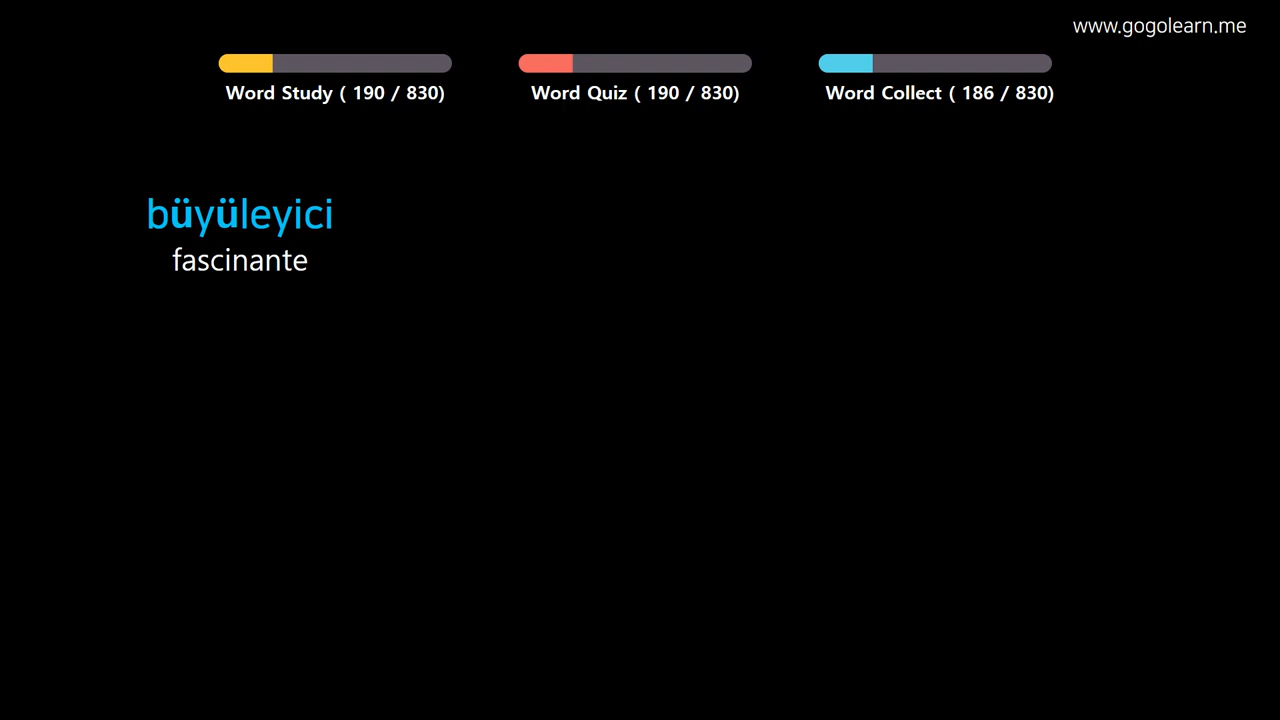 www.gogolearn.me
Word Study ( 190 / 830)
Word Quiz ( 190 / 830)
Word Collect ( 186 / 830)
büyüleyici
fascinante